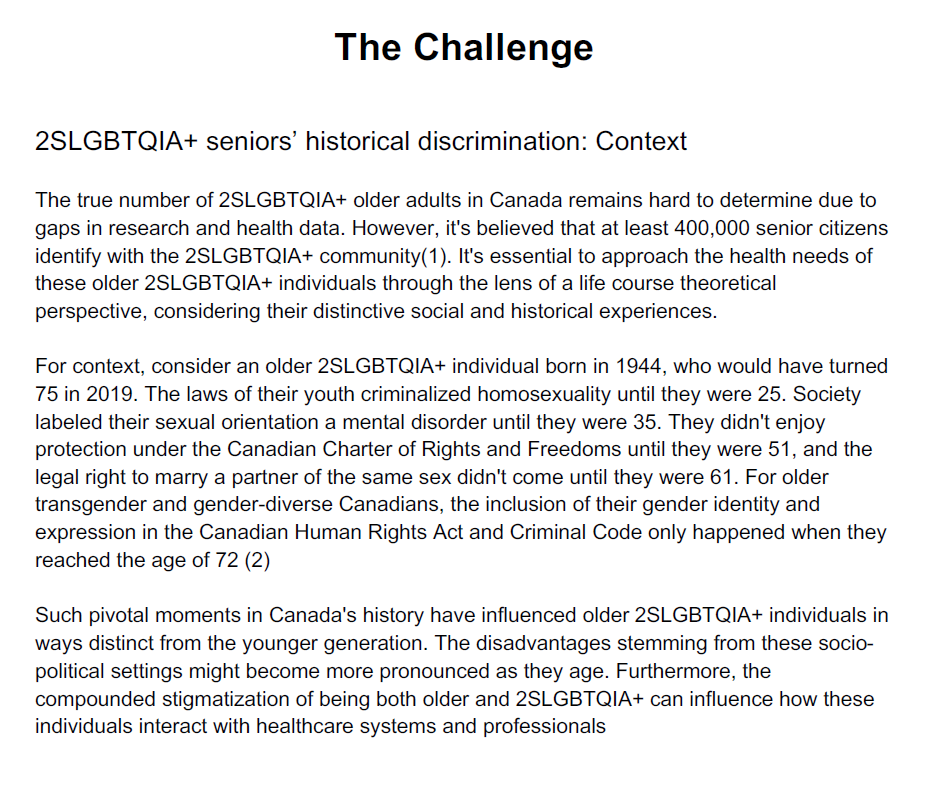 The Challenge
2SLGBTQIA+ seniors’ historical discrimination: Context
The true number of 2SLGBTQIA+ older adults in Canada remains hard to determine due to
gaps in research and health data. However, it's believed that at least 400,000 senior citizens
identify with the 2SLGBTQIA+ community(1). It's essential to approach the health needs of
these older 2SLGBTQIA+ individuals through the lens of a life course theoretical
perspective, considering their distinctive social and historical experiences.
For context, consider an older 2SLGBTQIA+ individual born in 1944, who would have turned
75 in 2019. The laws of their youth criminalized homosexuality until they were 25. Society
labeled their sexual orientation a mental disorder until they were 35. They didn't enjoy
protection under the Canadian Charter of Rights and Freedoms until they were 51, and the
legal right to marry a partner of the same sex didn't come until they were 61. For older
transgender and gender-diverse Canadians, the inclusion of their gender identity and
expression in the Canadian Human Rights Act and Criminal Code only happened when they
reached the age of 72 (2)
Such pivotal moments in Canada's history have influenced older 2SLGBTQIA+ individuals in
ways distinct from the younger generation. The disadvantages stemming from these socio-
political settings might become more pronounced as they age. Furthermore, the
compounded stigmatization of being both older and 2SLGBTQIA+ can influence how these
individuals interact with healthcare systems and professionals